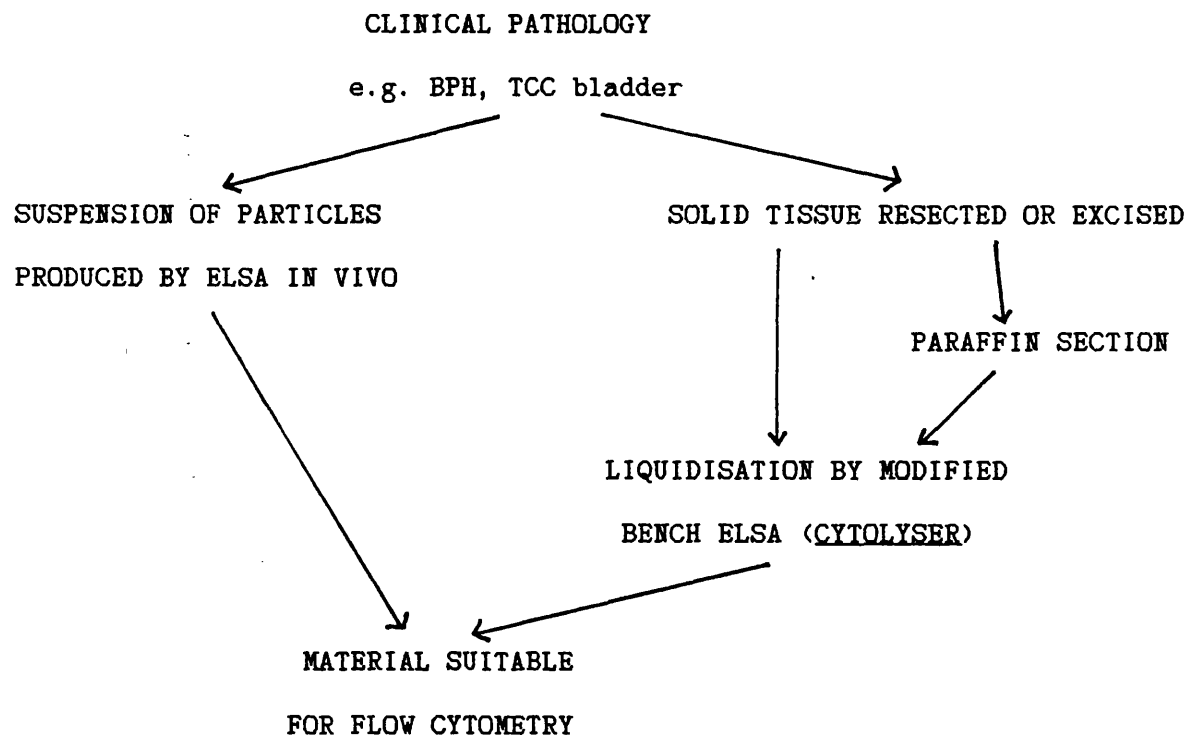 CLINICAL PATHOLOGY
e.g. BPH, TCC bladder
SUSPENSION OF PARTICLES
PRODUCED BY ELSA IN VIVO
SOLID TISSUE RESECTED OR EXCISED
PARAFFIN SECTION
LIQUIDISATION BY MODIFIED
BENCH ELSA (CYTOLYSER)
MATERIAL SUITABLE
FOR FLOW CYTOMETRY